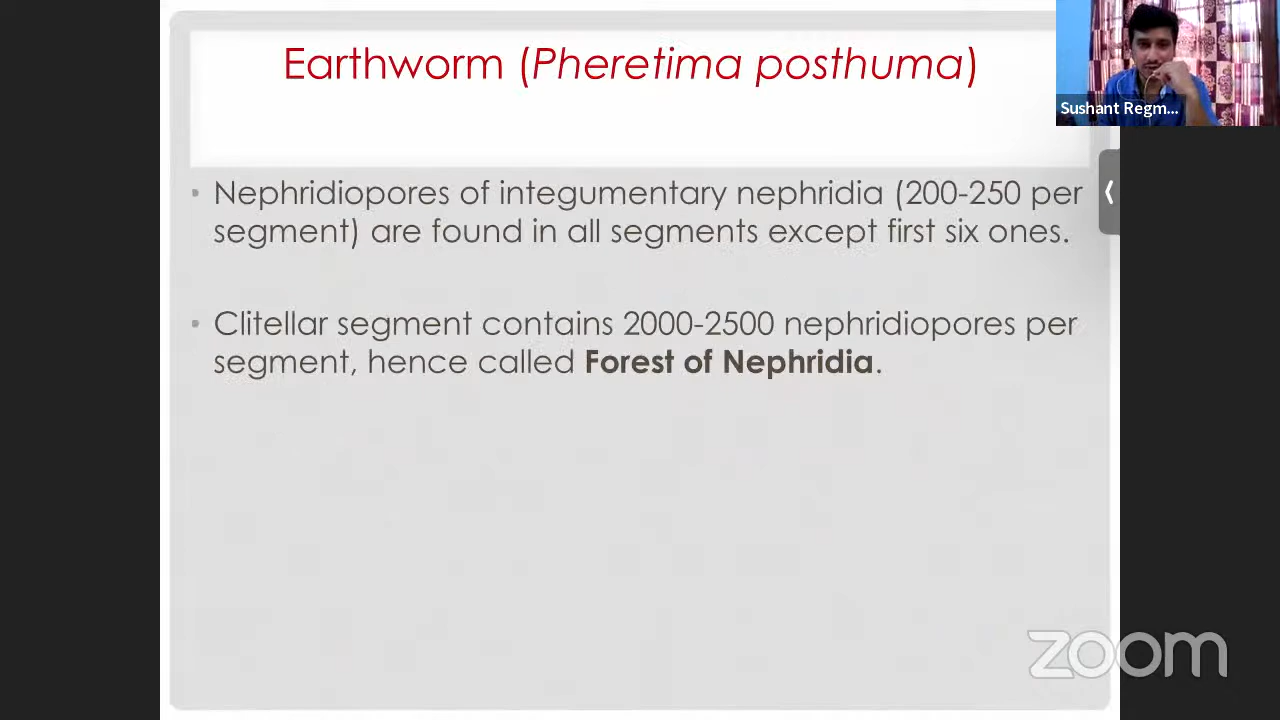 Earthworm (Pheretima posthuma)
Sushant Regm...
• Nephridiopores of integumentary nephridia (200-250 per
segment) are found in all segments except first six ones.
• Clitellar segment contains 2000-2500 nephridiopores per
segment, hence called Forest of Nephridia.
zoom